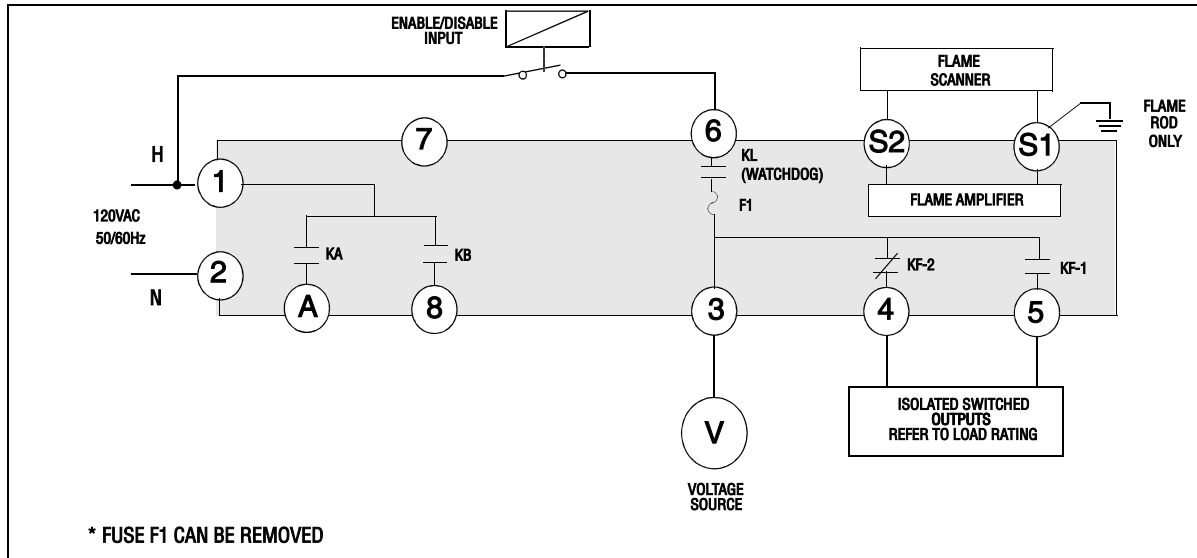 ENABLE/DISABLE
INPUT
FLAME
SCANNER
FLAME
ROD
ONLY
H
7
6
S2
S1
1
KL
(WATCHDOG)
F1
FLAME AMPLIFIER
120VAC
50/60Hz
KA
KB
2
KF-2
KF-1
N
A
8
3
4
5
ISOLATED SWITCHED
OUTPUTS
REFER TO LOAD RATING
V
VOLTAGE
SOURCE
* FUSE F1 CAN BE REMOVED